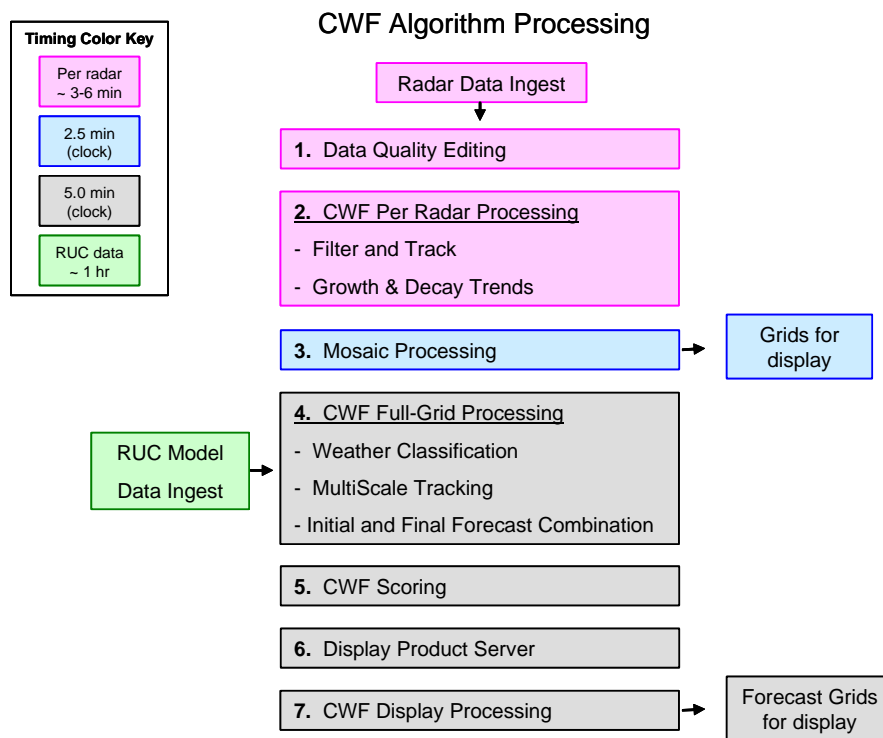 CWF Algorithm Processing
Timing Color Key
Per radar
~ 3-6 min
2.5 min
(clock)
5.0 min
(clock)
RUC data
~ 1 hr
Radar Data Ingest
1. Data Quality Editing
2. CWF Per Radar Processing
- Filter and Track
- Growth & Decay Trends
3. Mosaic Processing
Grids for
display
4. CWF Full-Grid Processing
- Weather Classification
- MultiScale Tracking
- Initial and Final Forecast Combination
RUC Model
Data Ingest
5. CWF Scoring
6. Display Product Server
7. CWF Display Processing
Forecast Grids
for display